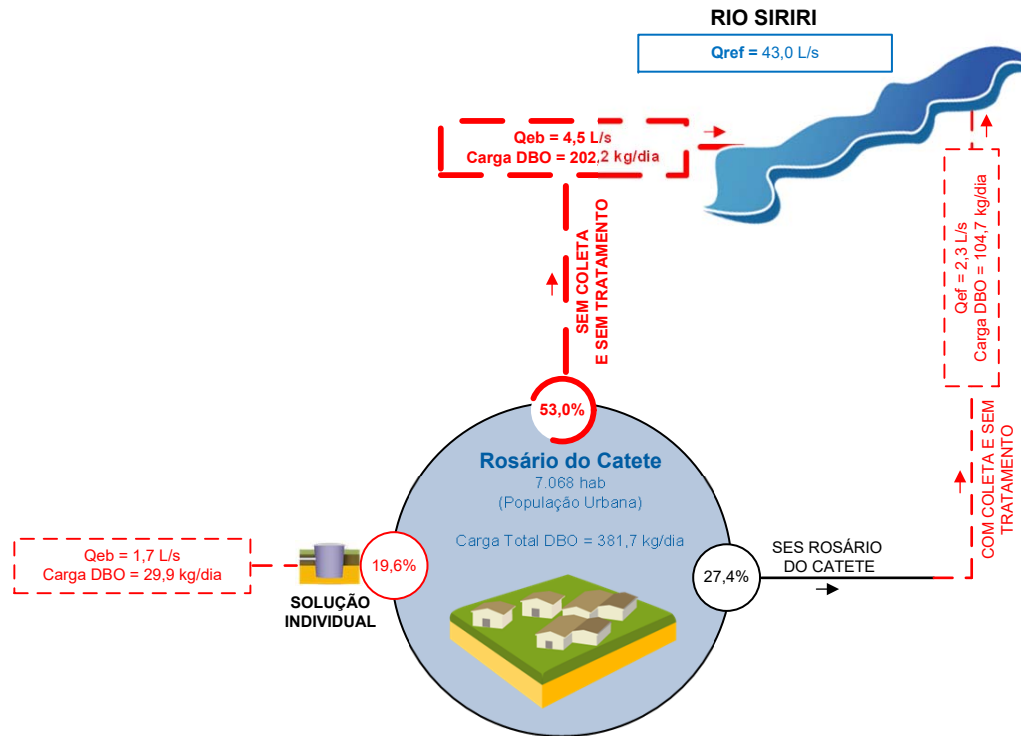 RIO SIRIRI
Qref = 43,0 L/s
Qeb = 4,5 L/s
Carga DBO = 202,2 kg/dia
SEM COLETA
E SEM TRATAMENTO
Qef = 2,3 L/s
Carga DBO = 104,7 kg/dia
COM COLETA E SEM
TRATAMENTO
53,0%
Rosário do Catete
7.068 hab
(População Urbana)
Carga Total DBO = 381,7 kg/dia
Qeb = 1,7 L/s
Carga DBO = 29,9 kg/dia
SOLUÇÃO
INDIVIDUAL
19,6%
27,4%
SES ROSÁRIO
DO CATETE